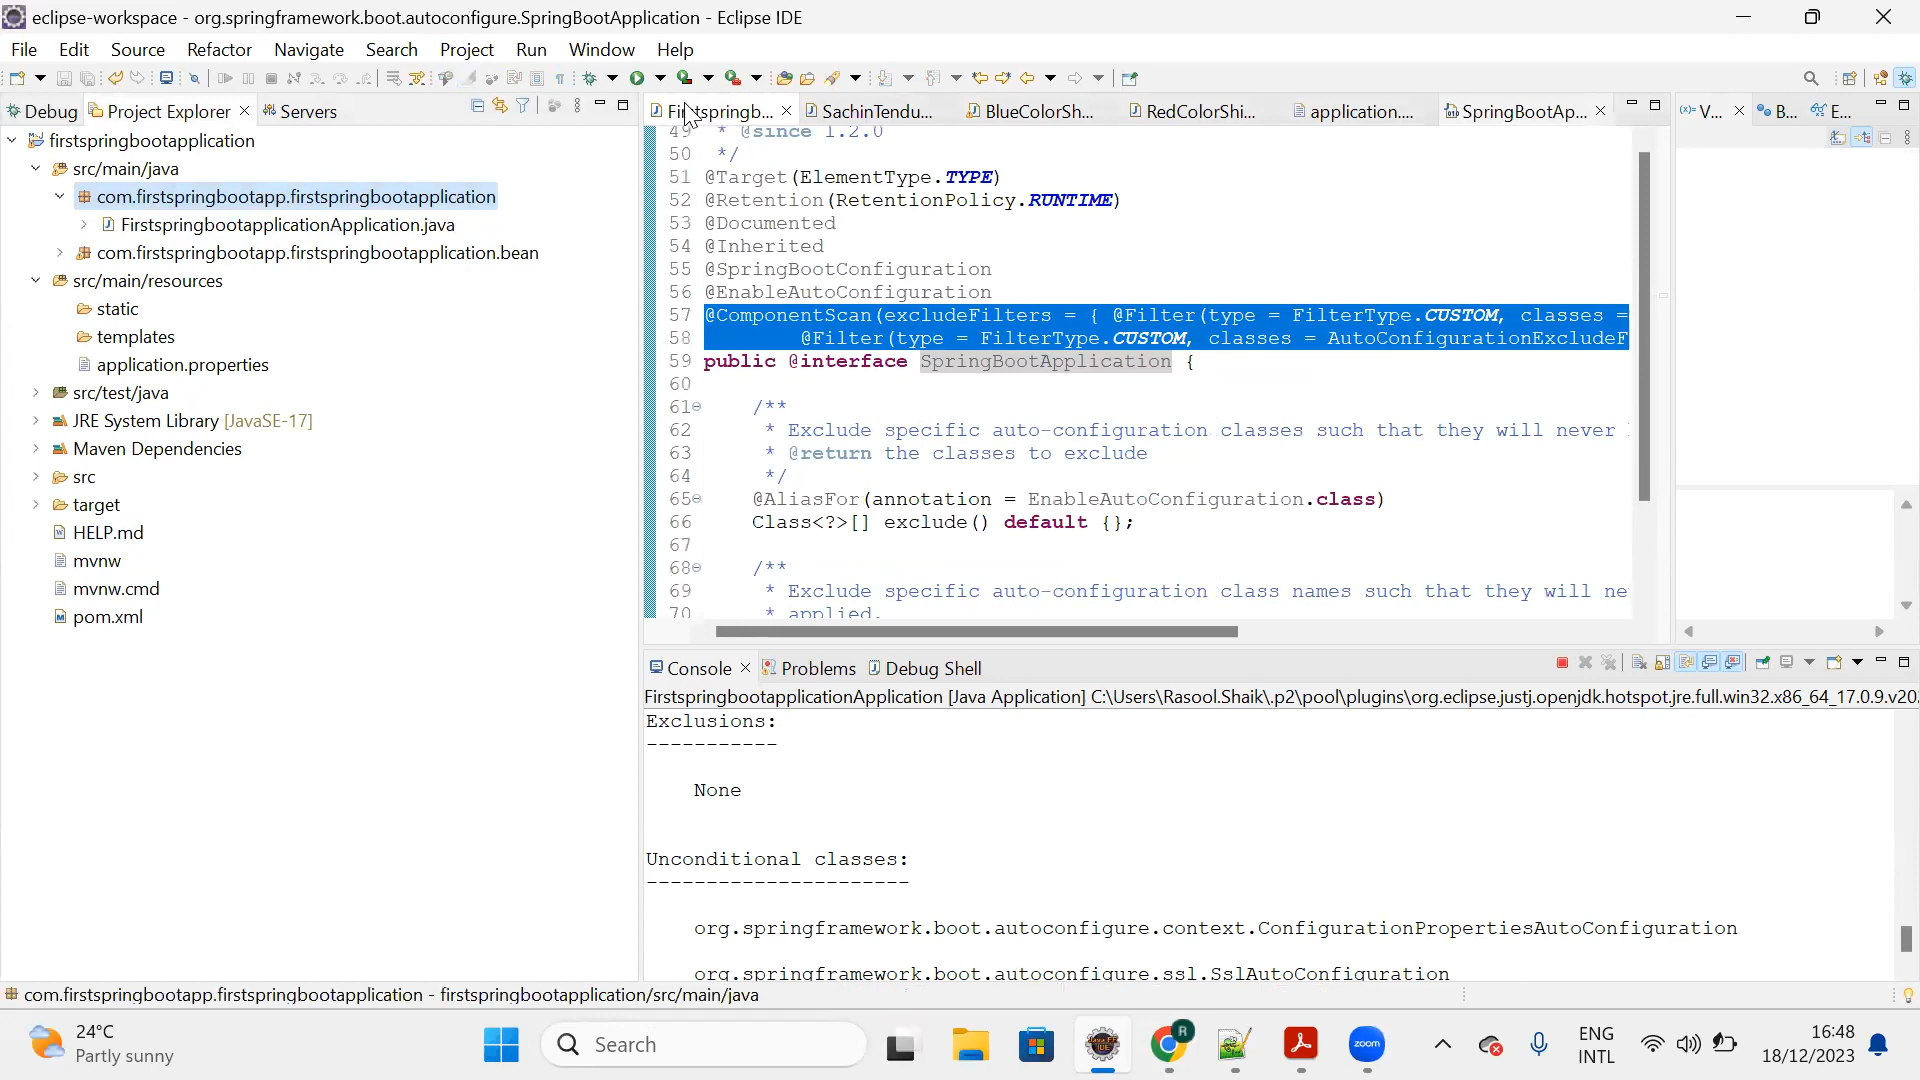 eclipse-workspace - org.springframework.boot.autoconfigure.SpringBootApplication - Eclipse IDE
File Edit Source Refactor Navigate Search Project Run Window Help
Debug Project Explorer Servers
firstspringbootapplication
src/main/java
com.firstspringbootapp.firstspringbootapplication
FirstspringbootapplicationApplication.java
com.firstspringbootapp.firstspringbootapplication.bean
src/main/resources
static
templates
application.properties
src/test/java
JRE System Library [JavaSE-17]
Maven Dependencies
src
target
HELP.md
mvnw
mvnw.cmd
pom.xml
Firstspringb... SachinTendu... BlueColorSh... RedColorShi... application.... SpringBootAp...
49 * @since 1.2.0
50 */
51 @Target(ElementType.TYPE)
52 @Retention(RetentionPolicy.RUNTIME)
53 @Documented
54 @Inherited
55 @SpringBootConfiguration
56 @EnableAutoConfiguration
57 @ComponentScan(excludeFilters = { @Filter(type = FilterType.CUSTOM, classes =
58 @Filter(type = FilterType.CUSTOM, classes = AutoConfigurationExcludeF
59 public @interface SpringBootApplication {
60
61 /**
62 * Exclude specific auto-configuration classes such that they will never
63 * @return the classes to exclude
64 */
65 @AliasFor(annotation = EnableAutoConfiguration.class)
66 Class<?>[] exclude() default {};
67
68 /**
69 * Exclude specific auto-configuration class names such that they will ne
70 * applied.
(x)= V... B... E...
Console Problems Debug Shell
FirstspringbootapplicationApplication [Java Application] C:\Users\Rasool.Shaik\.p2\pool\plugins\org.eclipse.justj.openjdk.hotspot.jre.full.win32.x86_64_17.0.9.v20
Exclusions:
-----------
None
Unconditional classes:
----------------------
org.springframework.boot.autoconfigure.context.ConfigurationPropertiesAutoConfiguration
org.springframework.boot.autoconfigure.ssl.SslAutoConfiguration
com.firstspringbootapp.firstspringbootapplication - firstspringbootapplication/src/main/java
24°C
Partly sunny
Search
R
zoom
ENG
INTL
16:48
18/12/2023